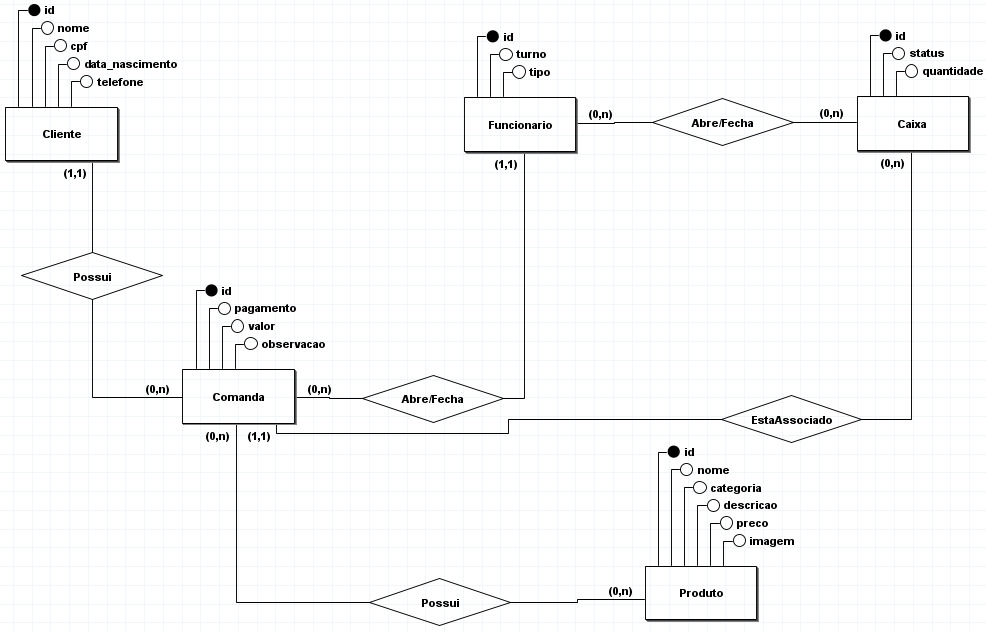 id
nome
cpf
data_nascimento
telefone
Cliente
(1,1)
Possui
(0,n)
id
turno
tipo
Funcionario
(0,n)
(1,1)
Abre/Fecha
(0,n)
id
status
quantidade
Caixa
(0,n)
id
pagamento
valor
observacao
Comanda
(0,n)
Abre/Fecha
(0,n)
(1,1)
EstaAssociado
id
nome
categoria
descricao
preco
imagem
Produto
(0,n)
Possui